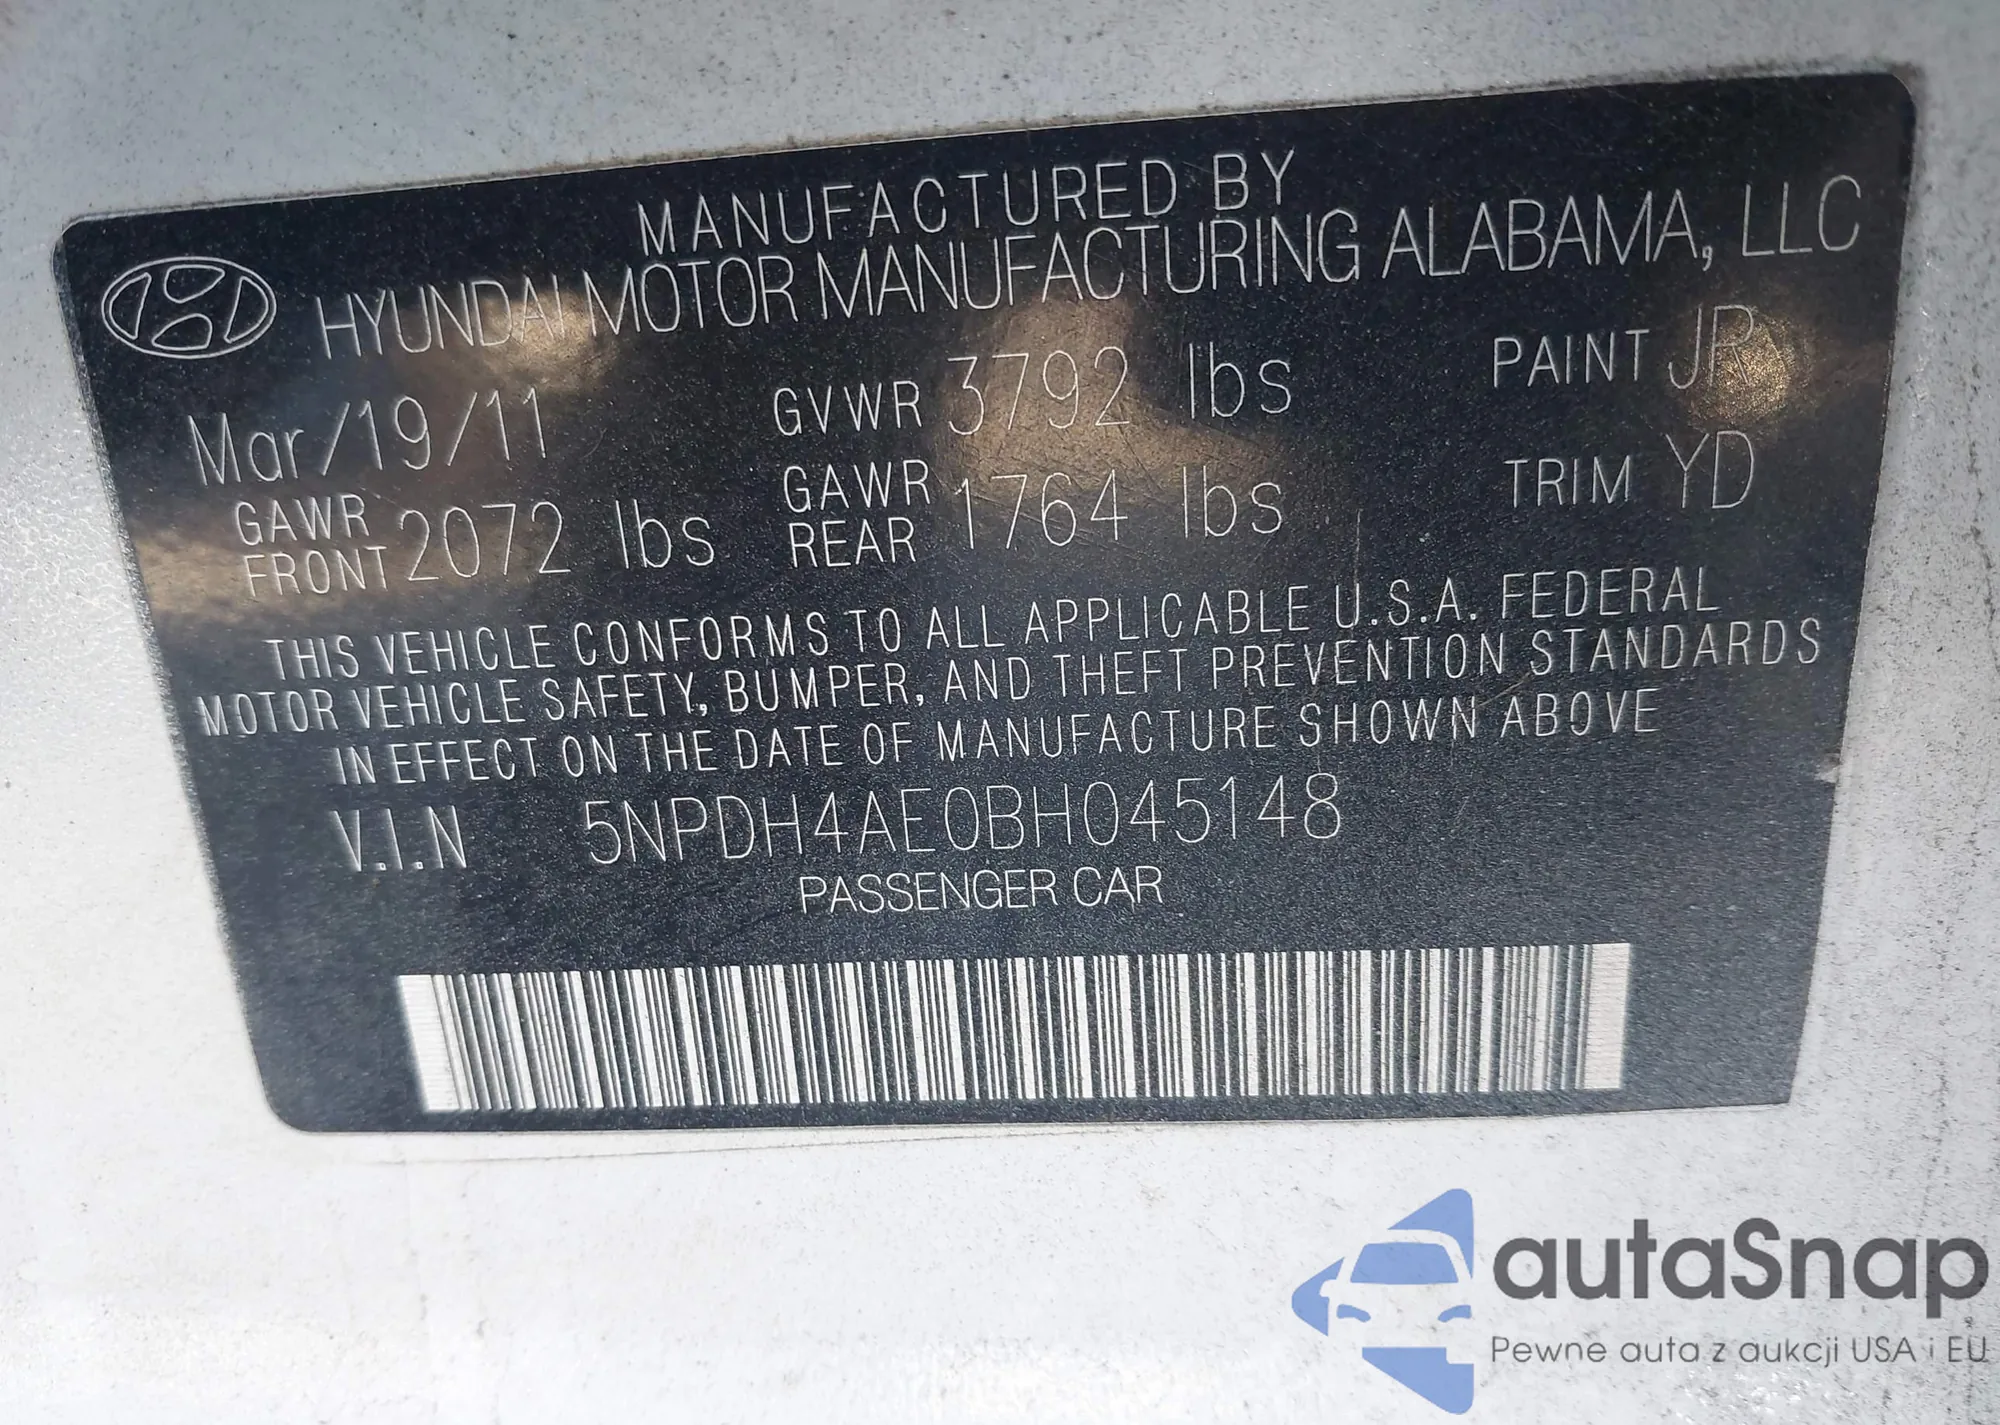 MANUFACTURED BY
HYUNDAI MOTOR MANUFACTURING ALABAMA, LLC
Mar/19/11 GVWR 3792 lbs PAINT JR
GAWR FRONT 2072 lbs GAWR REAR 1764 lbs TRIM YD
THIS VEHICLE CONFORMS TO ALL APPLICABLE U.S.A. FEDERAL
MOTOR VEHICLE SAFETY, BUMPER, AND THEFT PREVENTION STANDARDS
IN EFFECT ON THE DATE OF MANUFACTURE SHOWN ABOVE
V.I.N 5NPDH4AE0BH045148
PASSENGER CAR
autaSnap
Pewne auta z aukcji USA i EU